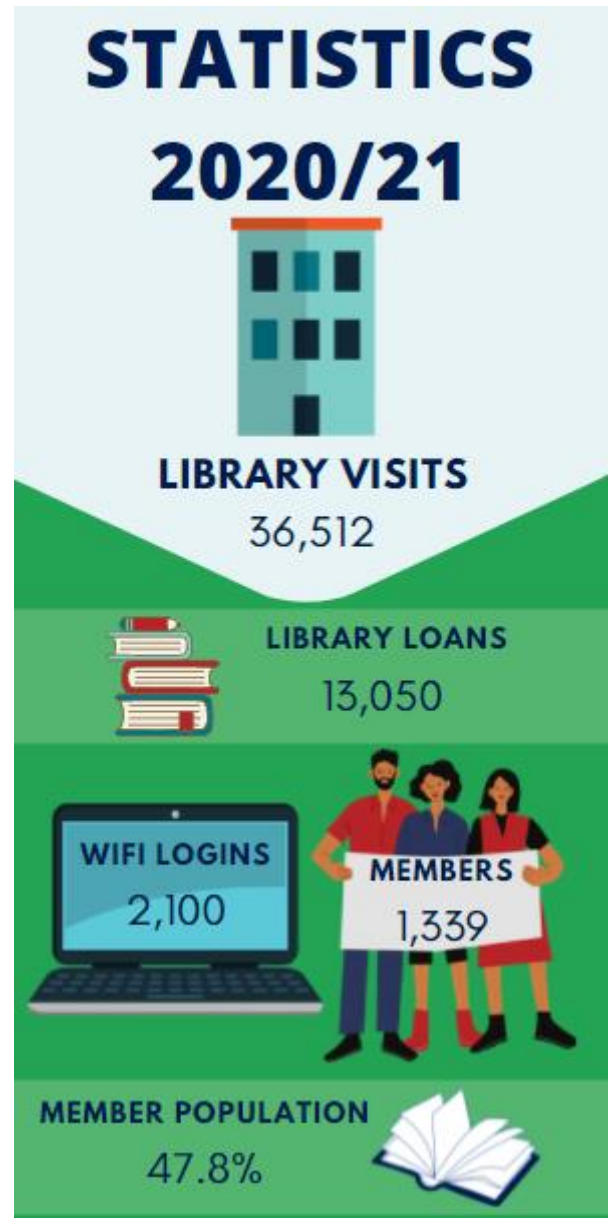 STATISTICS
2020/21
LIBRARY VISITS
36,512
LIBRARY LOANS
13,050
WIFI LOGINS
2,100
MEMBERS
1,339
MEMBER POPULATION
47.8%